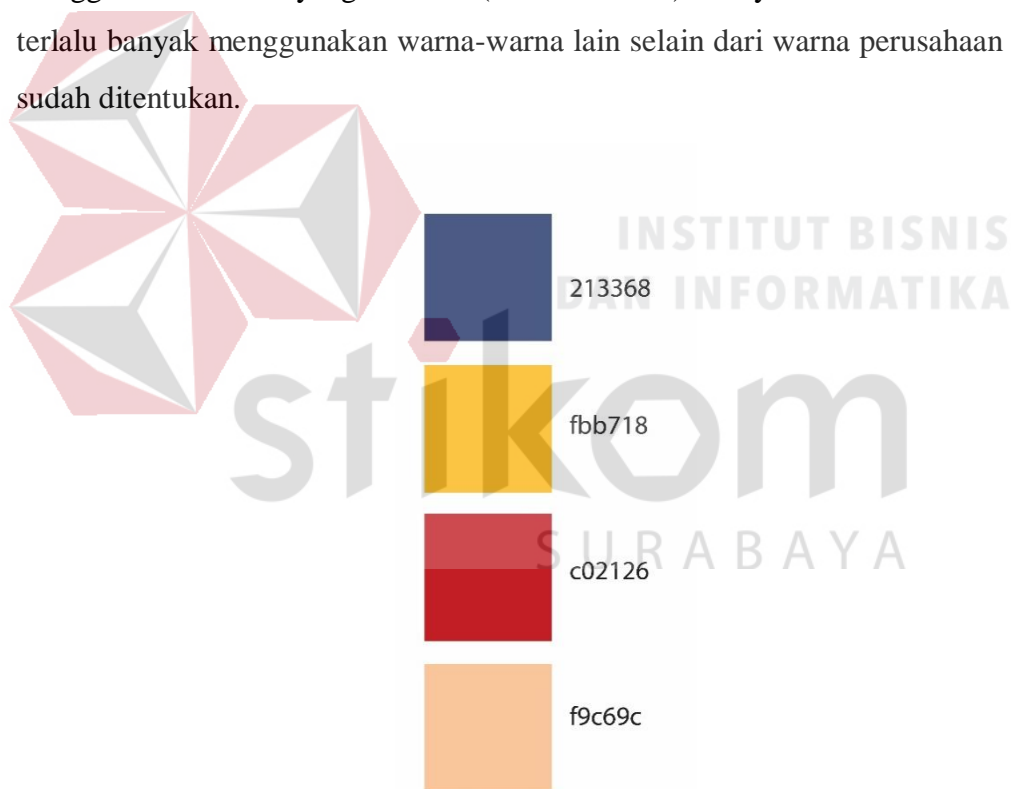 terlalu banyak menggunakan warna-warna lain selain dari warna perusahaan
sudah ditentukan.
INSTITUT BISNIS
DAN INFORMATIKA
stikom
SURABAYA
213368
fbb718
c02126
f9c69c